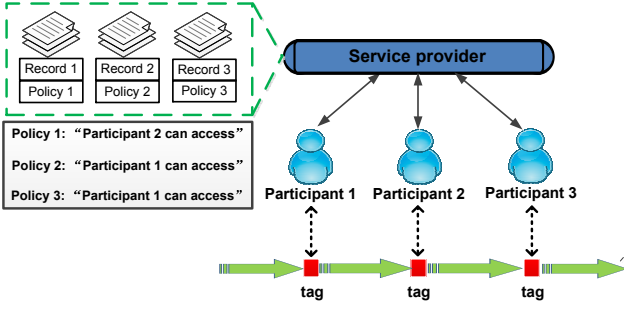 Record 1 Record 2 Record 3
Policy 1 Policy 2 Policy 3
Service provider
Policy 1: “Participant 2 can access”
Policy 2: “Participant 1 can access”
Policy 3: “Participant 1 can access”
Participant 1 Participant 2 Participant 3
tag tag tag